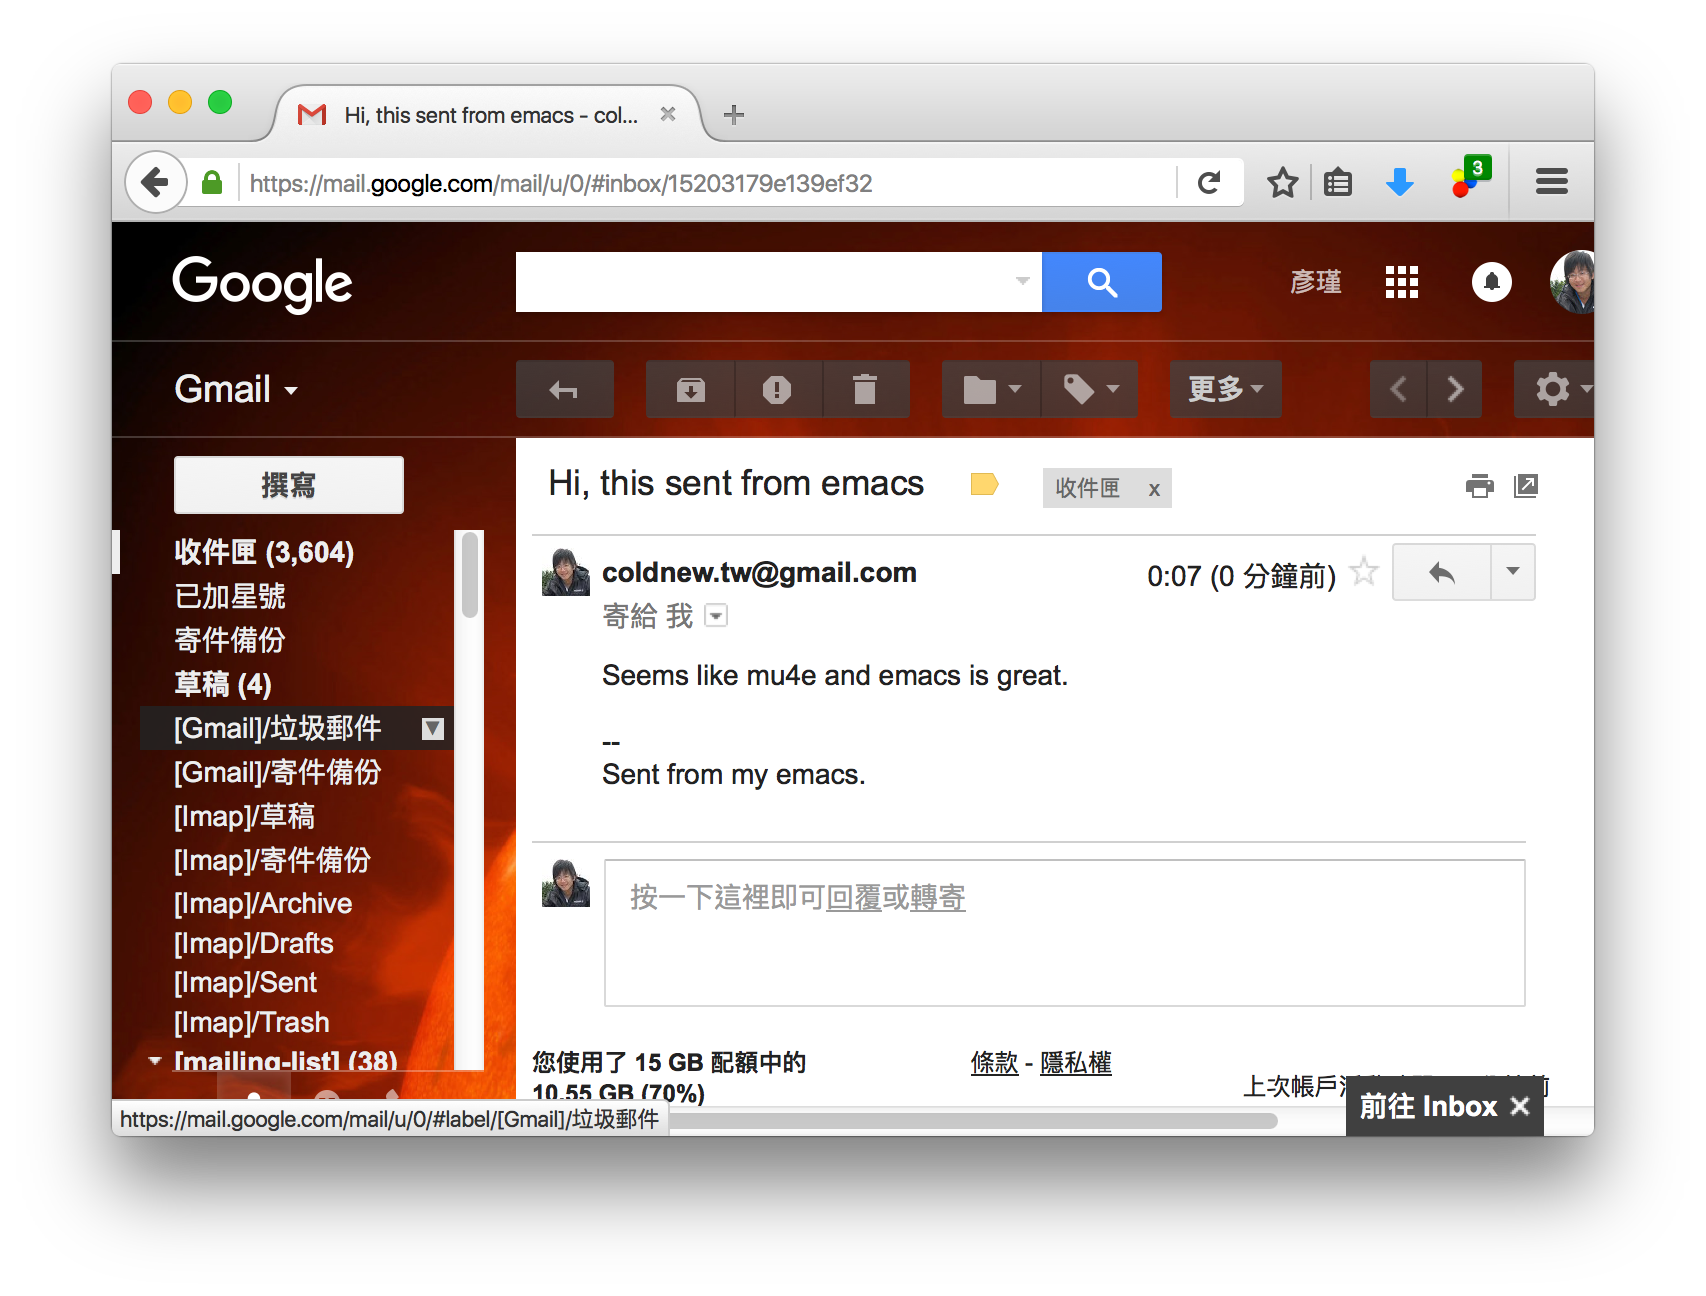 Hi, this sent from emacs - col...
https://mail.google.com/mail/u/0/#inbox/15203179e139ef32
3
Google
彥瑾
Gmail
更多
撰寫
收件匣 (3,604)
已加星號
寄件備份
草稿 (4)
[Gmail]/垃圾郵件
[Gmail]/寄件備份
[Imap]/草稿
[Imap]/寄件備份
[Imap]/Archive
[Imap]/Drafts
[Imap]/Sent
[Imap]/Trash
[mailing-list] (38)
Hi, this sent from emacs
收件匣 x
coldnew.tw@gmail.com
0:07 (0 分鐘前)
寄給 我
Seems like mu4e and emacs is great.
--
Sent from my emacs.
按一下這裡即可回覆或轉寄
您使用了 15 GB 配額中的
10.55 GB (70%)
條款 - 隱私權
上次帳戶
前往 Inbox
https://mail.google.com/mail/u/0/#label/[Gmail]/垃圾郵件